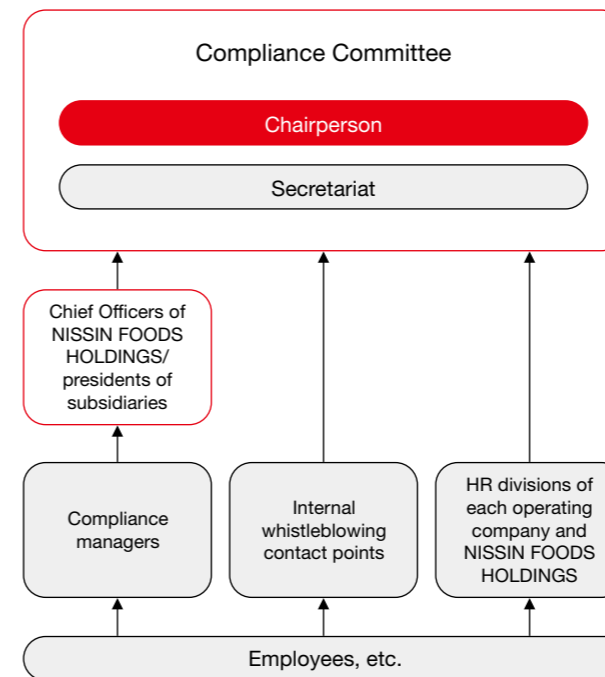 Compliance Committee
Chairperson
Secretariat
Chief Officers of
NISSIN FOODS
HOLDINGS/
presidents of
subsidiaries
Compliance
managers
Internal
whistleblowing
contact points
HR divisions of
each operating
company and
NISSIN FOODS
HOLDINGS
Employees, etc.